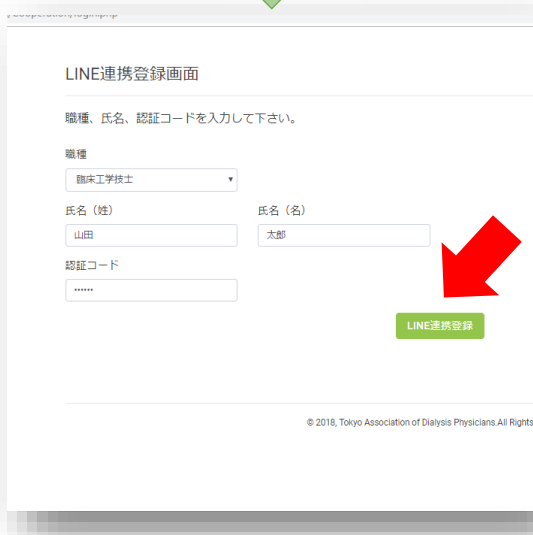 LINE連携登録画面
職種、氏名、認証コードを入力して下さい。
職種
臨床工学技士
氏名（姓） 氏名（名）
山田 太郎
認証コード
••••••
LINE連携登録
© 2018, Tokyo Association of Dialysis Physicians.All Rights